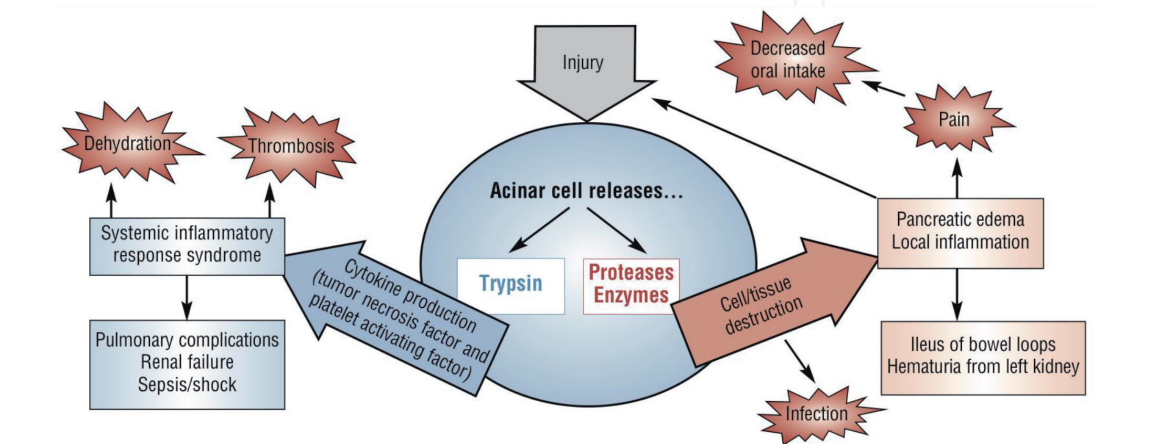 Injury
Decreased
oral intake
Pain
Dehydration
Thrombosis
Acinar cell releases...
Trypsin
Proteases
Enzymes
Systemic inflammatory
response syndrome
Cytokine production
(tumor necrosis factor and
platelet activating factor)
Cell/tissue
destruction
Pancreatic edema
Local inflammation
Pulmonary complications
Renal failure
Sepsis/shock
Ileus of bowel loops
Hematuria from left kidney
Infection